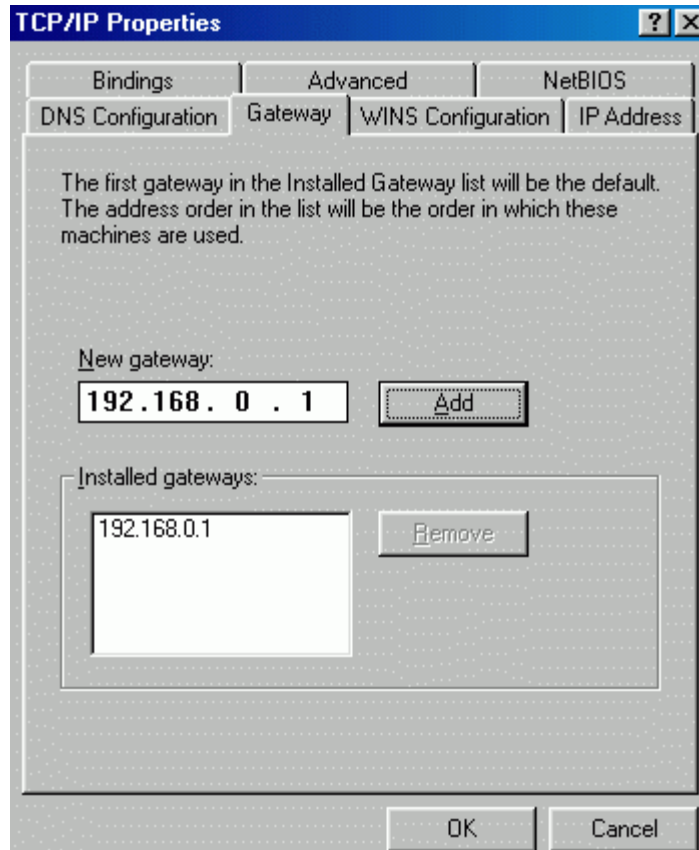 TCP/IP Properties
Bindings Advanced NetBIOS
DNS Configuration Gateway WINS Configuration IP Address
The first gateway in the Installed Gateway list will be the default.
The address order in the list will be the order in which these
machines are used.
New gateway:
192.168. 0 . 1 Add
Installed gateways:
192.168.0.1 Remove
OK Cancel